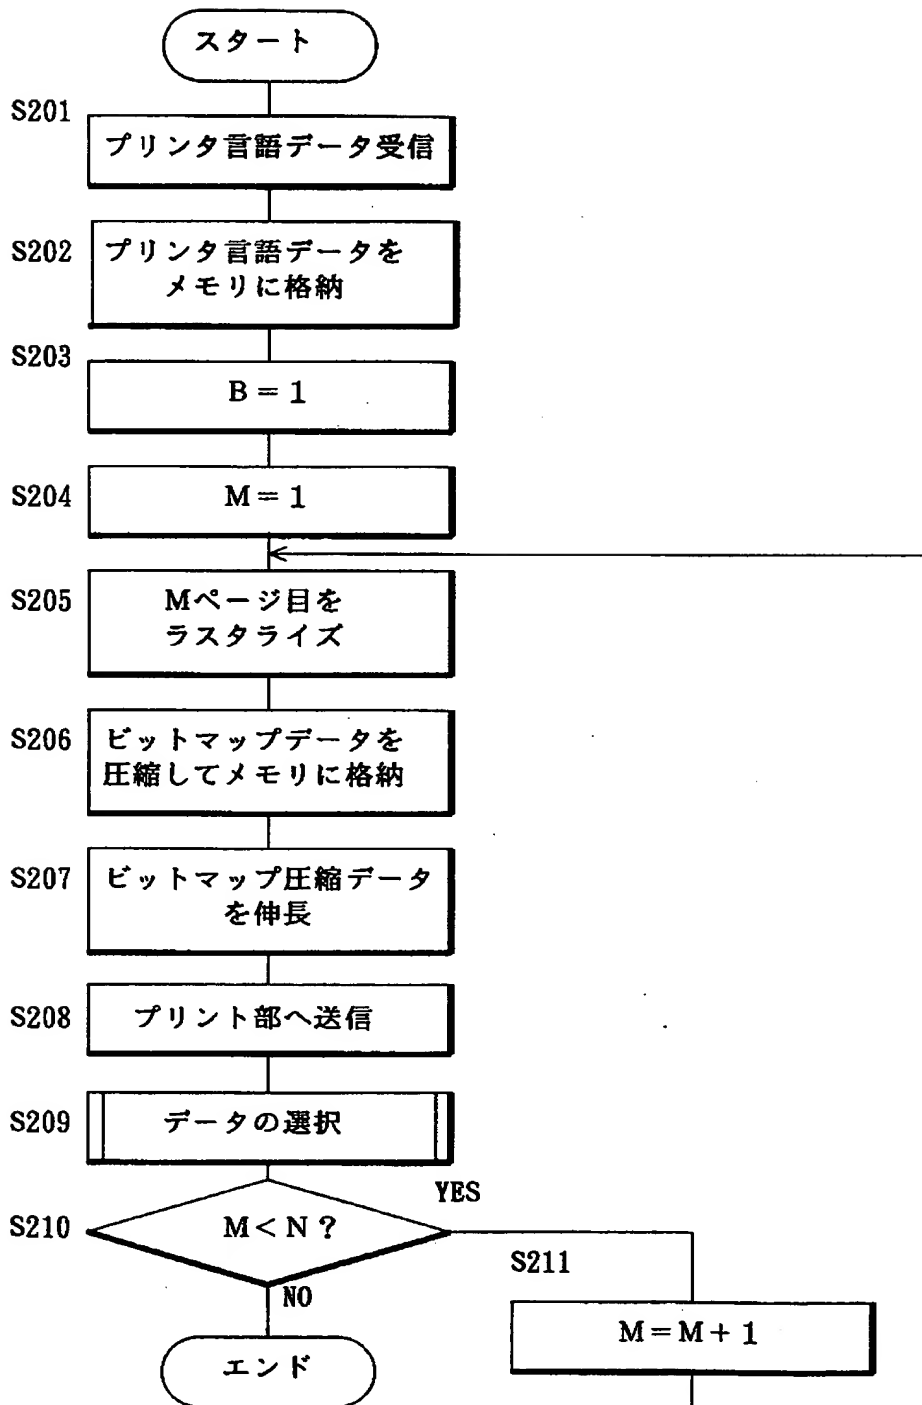 スタート
S201
プリンタ言語データ受信
S202
プリンタ言語データを
メモリに格納
S203
B=1
S204
M=1
S205
Mページ目を
ラスタライズ
S206
ビットマップデータを
圧縮してメモリに格納
S207
ビットマップ圧縮データ
を伸長
S208
プリント部へ送信
S209
データの選択
YES
S210
M<N?
S211
NO
M=M+1
エンド